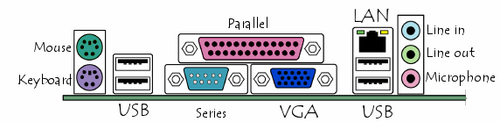 Parallel
LAN
Mouse
Keyboard
USB
Series
VGA
USB
Line in
Line out
Microphone